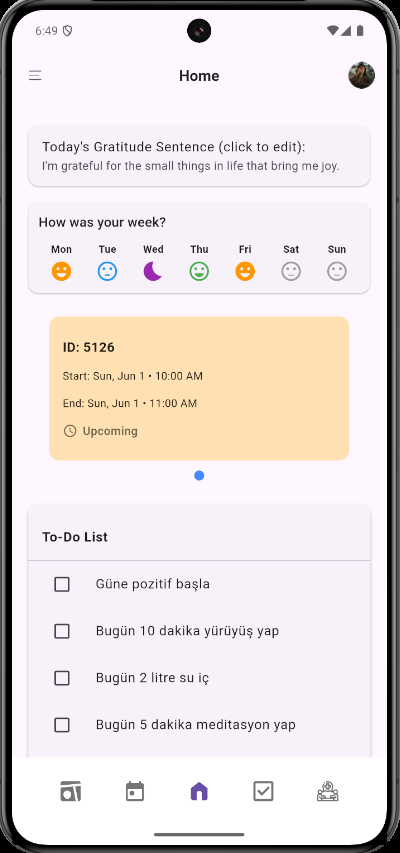 6:49
Home
Today's Gratitude Sentence (click to edit):
I'm grateful for the small things in life that bring me joy.
How was your week?
Mon Tue Wed Thu Fri Sat Sun
ID: 5126
Start: Sun, Jun 1 • 10:00 AM
End: Sun, Jun 1 • 11:00 AM
Upcoming
To-Do List
Güne pozitif başla
Bugün 10 dakika yürüyüş yap
Bugün 2 litre su iç
Bugün 5 dakika meditasyon yap